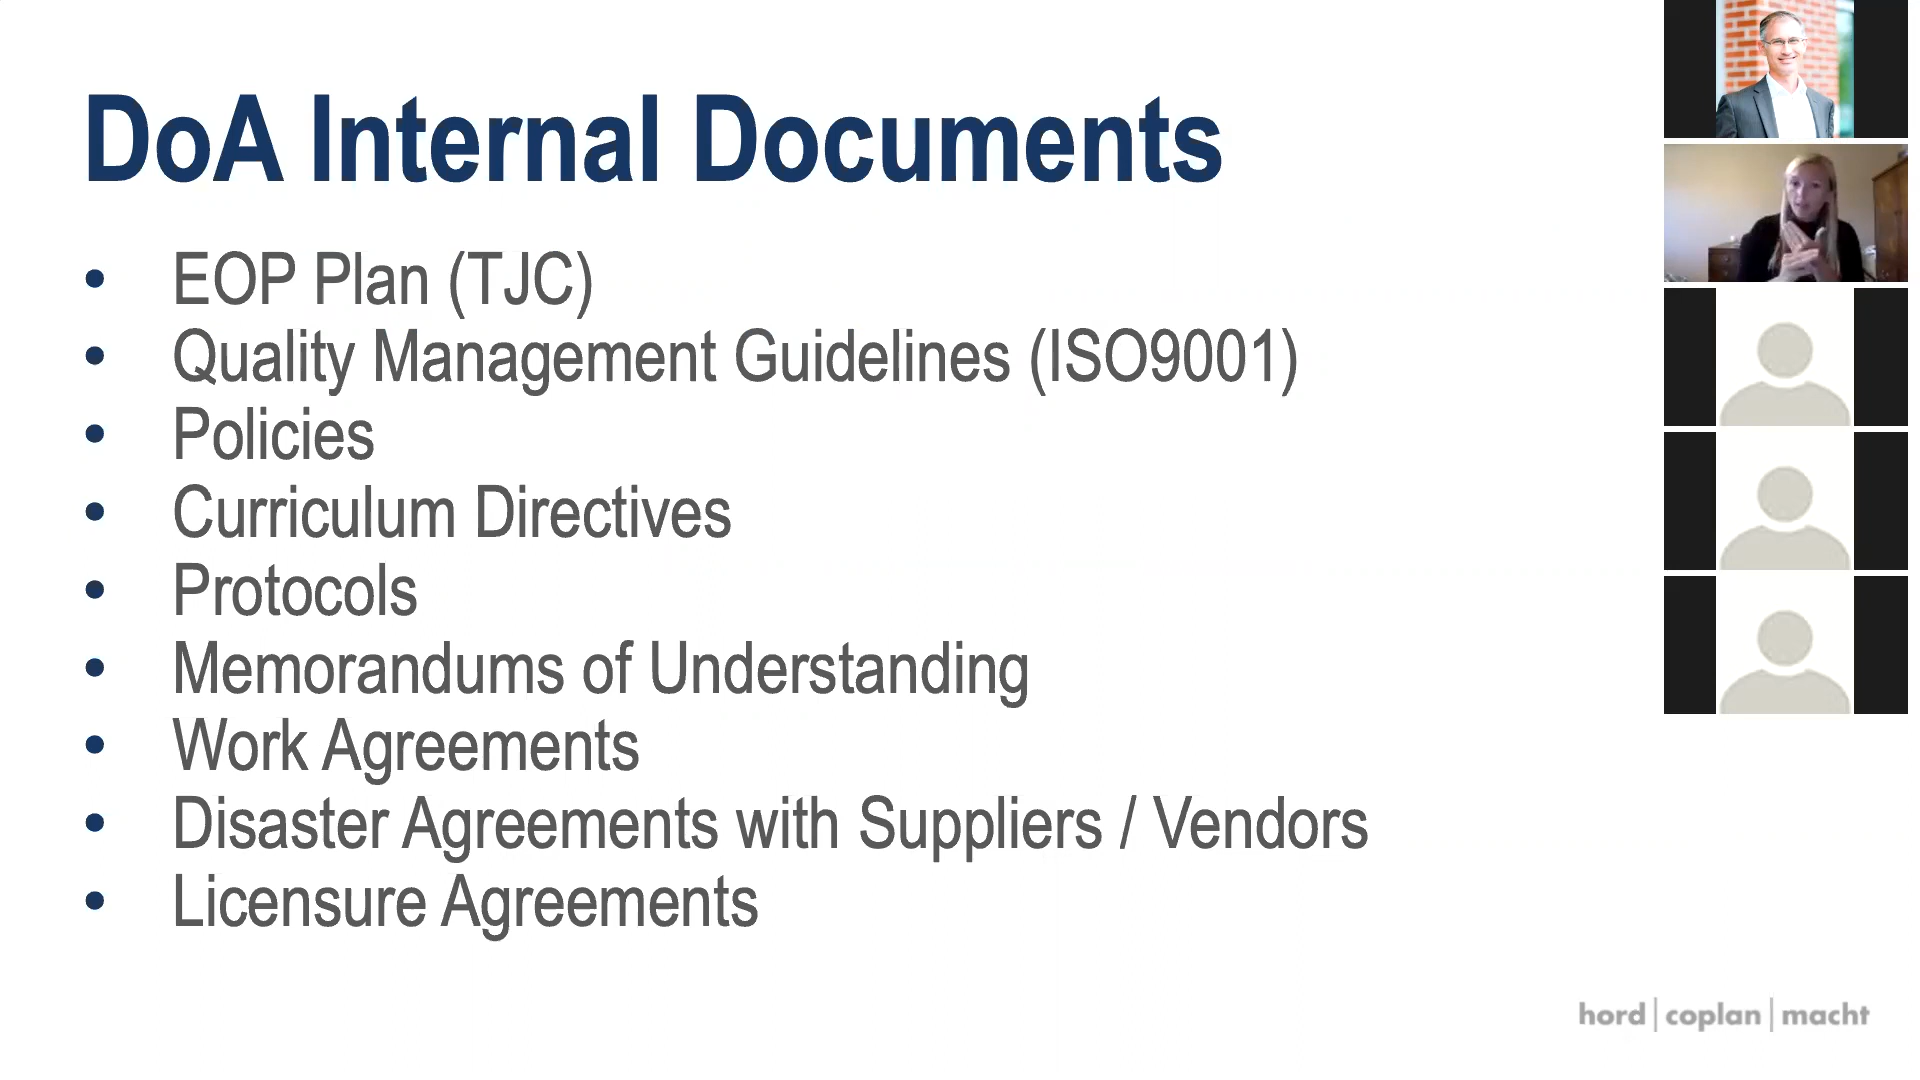 DoA Internal Documents
• EOP Plan (TJC)
• Quality Management Guidelines (ISO9001)
• Policies
• Curriculum Directives
• Protocols
• Memorandums of Understanding
• Work Agreements
• Disaster Agreements with Suppliers / Vendors
• Licensure Agreements
hord | coplan | macht